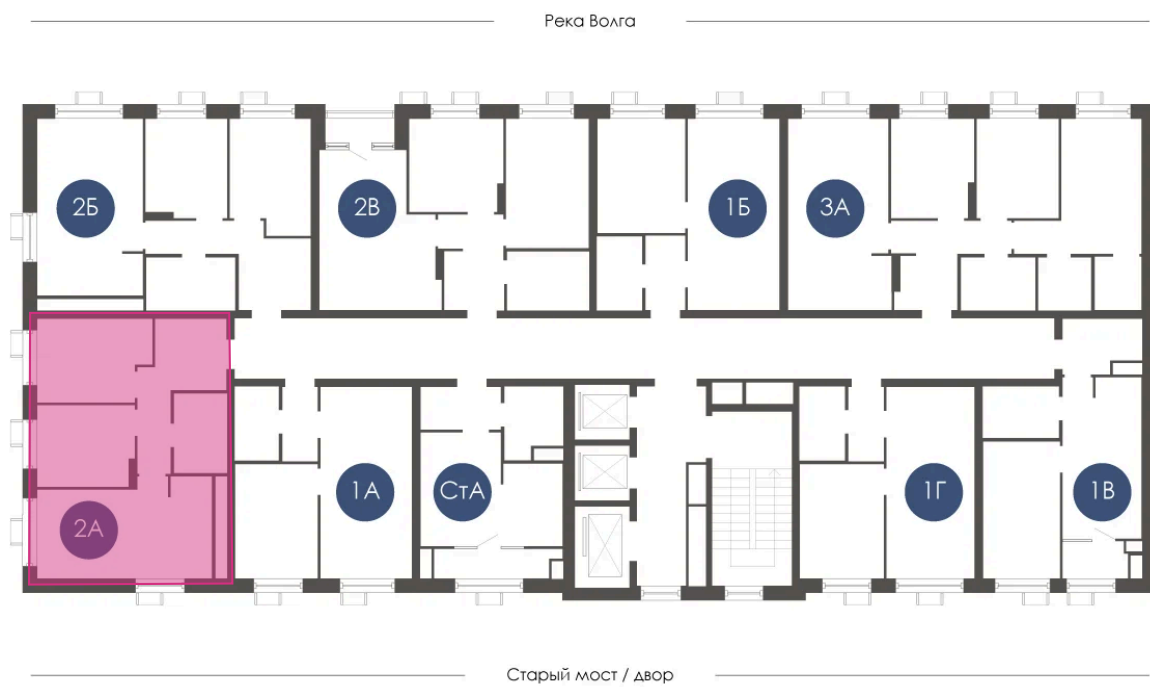 Река Волга
2Б
2В
1Б
3А
2А
1А
СтА
1Г
1В
Старый мост / двор